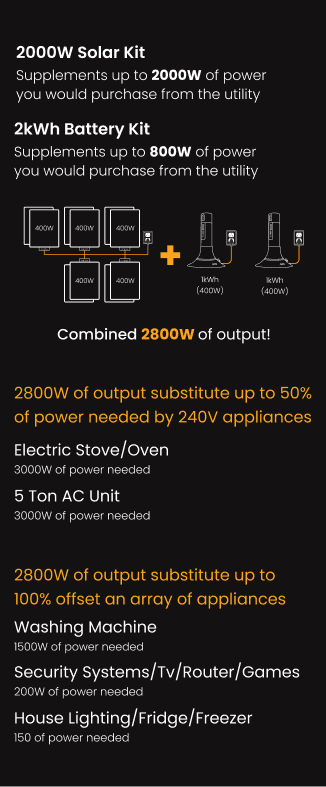 2000W Solar Kit
Supplements up to 2000W of power
you would purchase from the utility
2kWh Battery Kit
Supplements up to 800W of power
you would purchase from the utility
400W 400W 400W
400W 400W
1kWh
(400W)
1kWh
(400W)
Combined 2800W of output!
2800W of output substitute up to 50%
of power needed by 240V appliances
Electric Stove/Oven
3000W of power needed
5 Ton AC Unit
3000W of power needed
2800W of output substitute up to
100% offset an array of appliances
Washing Machine
1500W of power needed
Security Systems/Tv/Router/Games
200W of power needed
House Lighting/Fridge/Freezer
150 of power needed